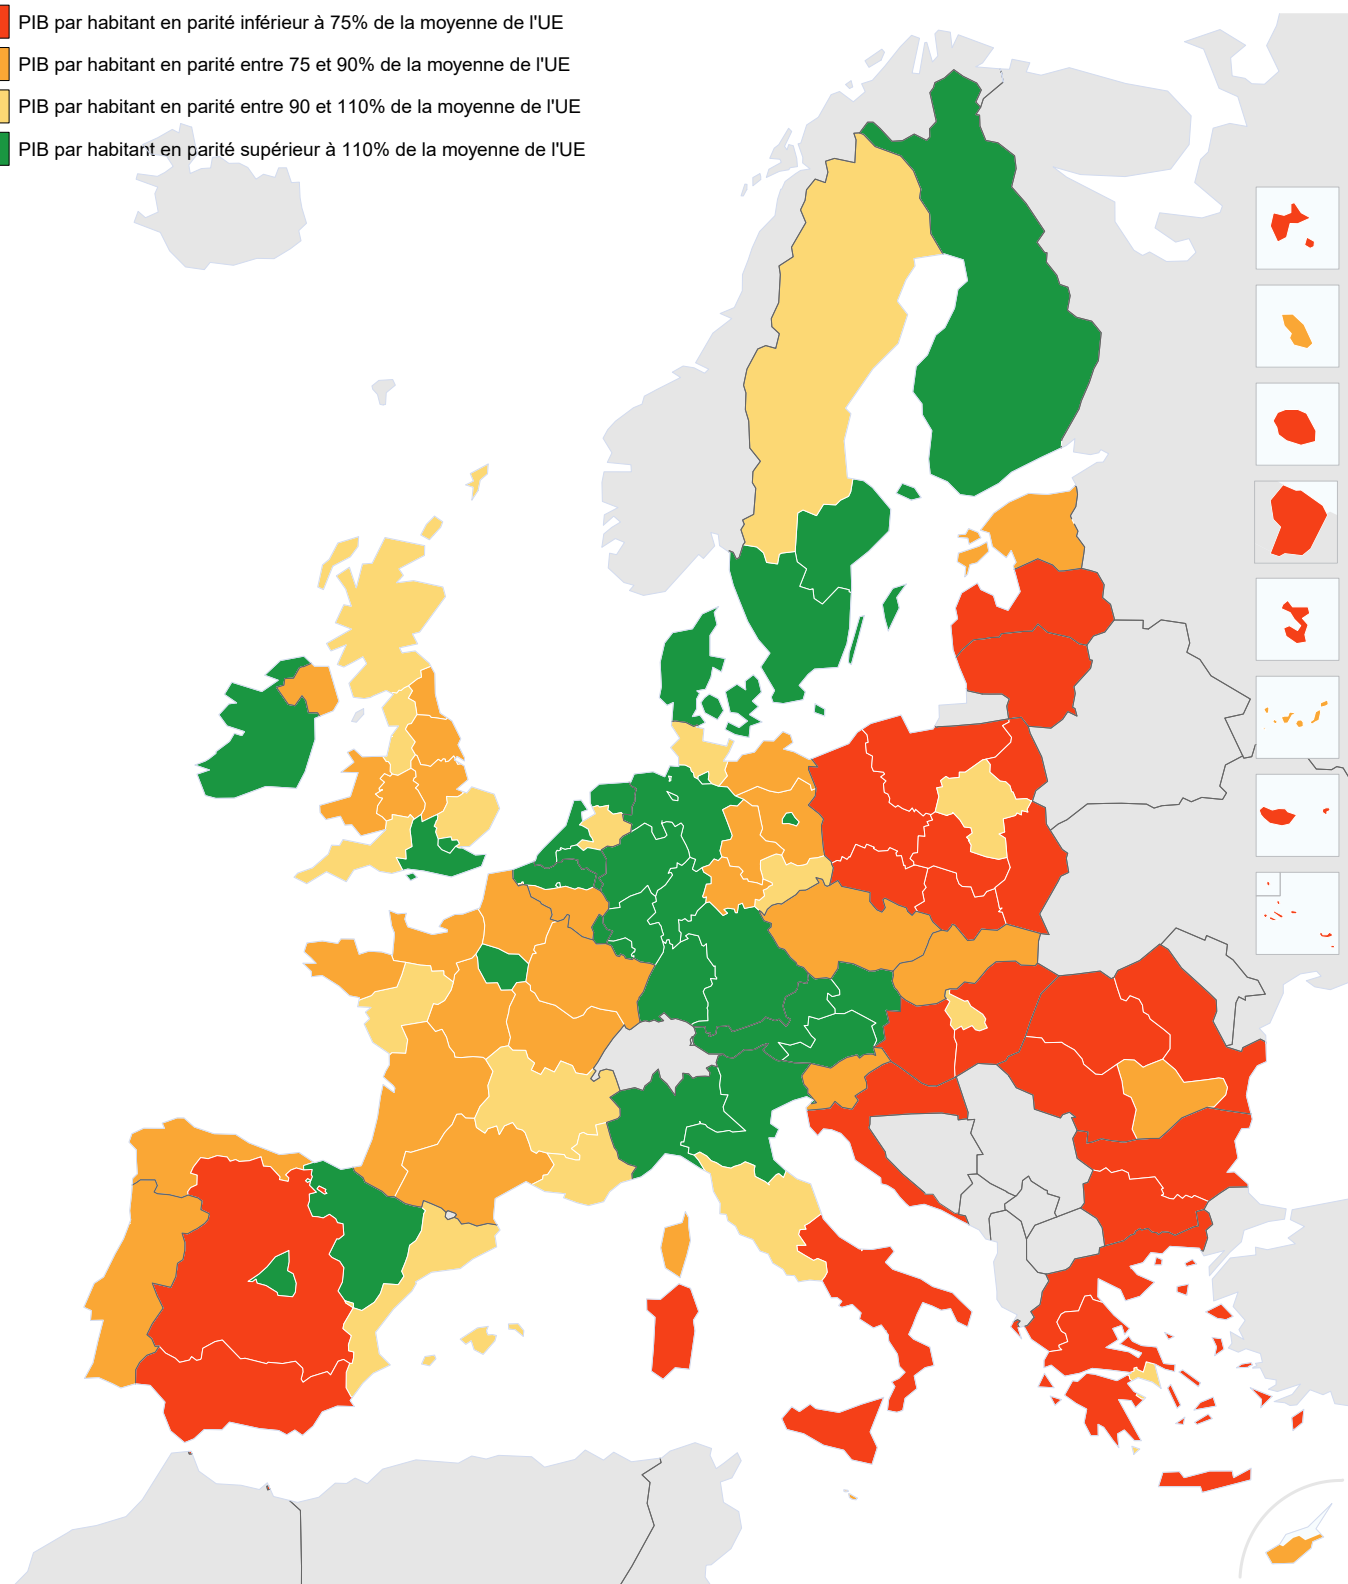 PIB par habitant en parité inférieur à 75% de la moyenne de l'UE
PIB par habitant en parité entre 75 et 90% de la moyenne de l'UE
PIB par habitant en parité entre 90 et 110% de la moyenne de l'UE
PIB par habitant en parité supérieur à 110% de la moyenne de l'UE